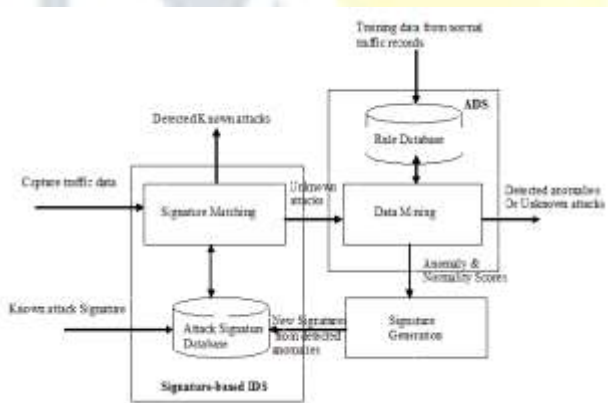 Training data from normal
traffic records
ADS
Rule Database
Detected Known attacks
Capture traffic data
Signature Matching
Unknown
attacks
Data Mining
Detected anomalies
Or Unknown attacks
Anomaly &
Normality Scores
Known attack Signature
Attack Signature
Database
New Signatures
from detected
anomalies
Signature
Generation
Signature-based IDS